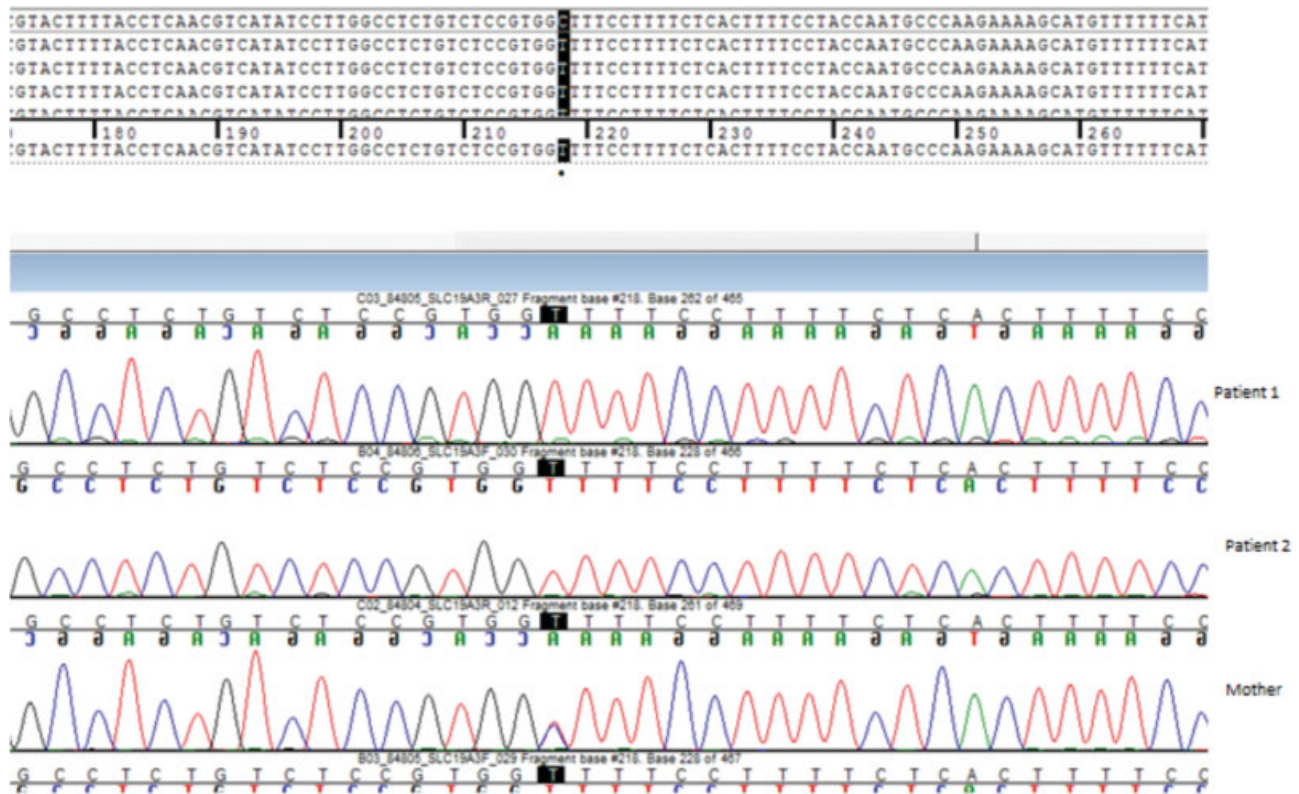 GTACTTTTACCTCAACGTCATATCCTTGGCCTCTGTCTCCGTGGCTTTCCTTTTCTCACTTTTCCTACCAATGCCCAAGAAAAGCATGTTTTTTCAT
GTACTTTTACCTCAACGTCATATCCTTGGCCTCTGTCTCCGTGGTTTTCCTTTTCTCACTTTTCCTACCAATGCCCAAGAAAAGCATGTTTTTTCAT
GTACTTTTACCTCAACGTCATATCCTTGGCCTCTGTCTCCGTGGTTTTCCTTTTCTCACTTTTCCTACCAATGCCCAAGAAAAGCATGTTTTTTCAT
GTACTTTTACCTCAACGTCATATCCTTGGCCTCTGTCTCCGTGGTTTTCCTTTTCTCACTTTTCCTACCAATGCCCAAGAAAAGCATGTTTTTTCAT
180 190 200 210 220 230 240 250 260
GTACTTTTACCTCAACGTCATATCCTTGGCCTCTGTCTCCGTGGTTTTCCTTTTCTCACTTTTCCTACCAATGCCCAAGAAAAGCATGTTTTTTCAT
C03_84805_SLC19A3R_027 Fragment base #218. Base 262 of 465
G C C T C T G T C T C C G T G G T T T T C C T T T T C T C A C T T T T C C
C G G A G A C A G A G G C A C C A A A A G G A A A A G A G T G A A A A G G
Patient 1
B04_84806_SLC19A3F_030 Fragment base #218. Base 228 of 466
G C C T C T G T C T C C G T G G T T T T C C T T T T C T C A C T T T T C C
G C C T C T G T C T C C G T G G T T T T C C T T T T C T C A C T T T T C C
Patient 2
C02_84804_SLC19A3R_012 Fragment base #218. Base 261 of 469
G C C T C T G T C T C C G T G G T T T T C C T T T T C T C A C T T T T C C
C G G A G A C A G A G G C A C C A A A A G G A A A A G A G T G A A A A G G
Mother
B03_84805_SLC19A3F_029 Fragment base #218. Base 228 of 467
G C C T C T G T C T C C G T G G T T T T C C T T T T C T C A C T T T T C C